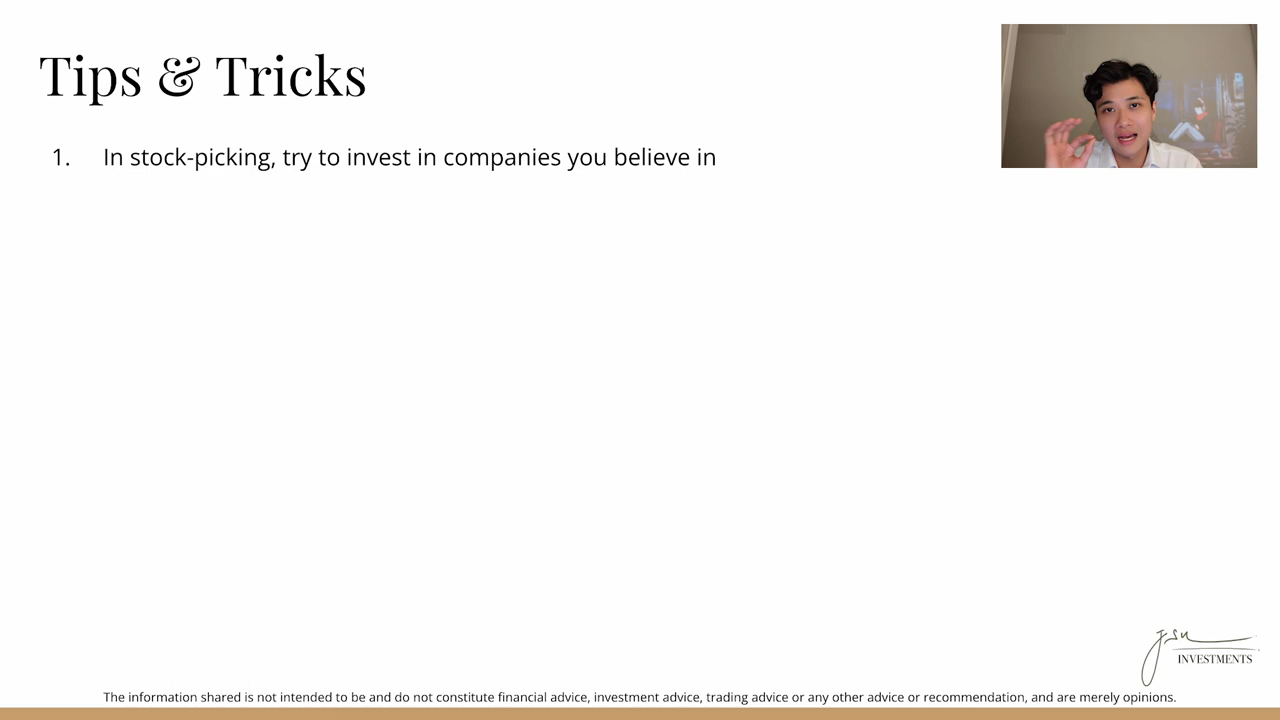 Tips & Tricks
1. In stock-picking, try to invest in companies you believe in
JSU
INVESTMENTS
The information shared is not intended to be and do not constitute financial advice, investment advice, trading advice or any other advice or recommendation, and are merely opinions.